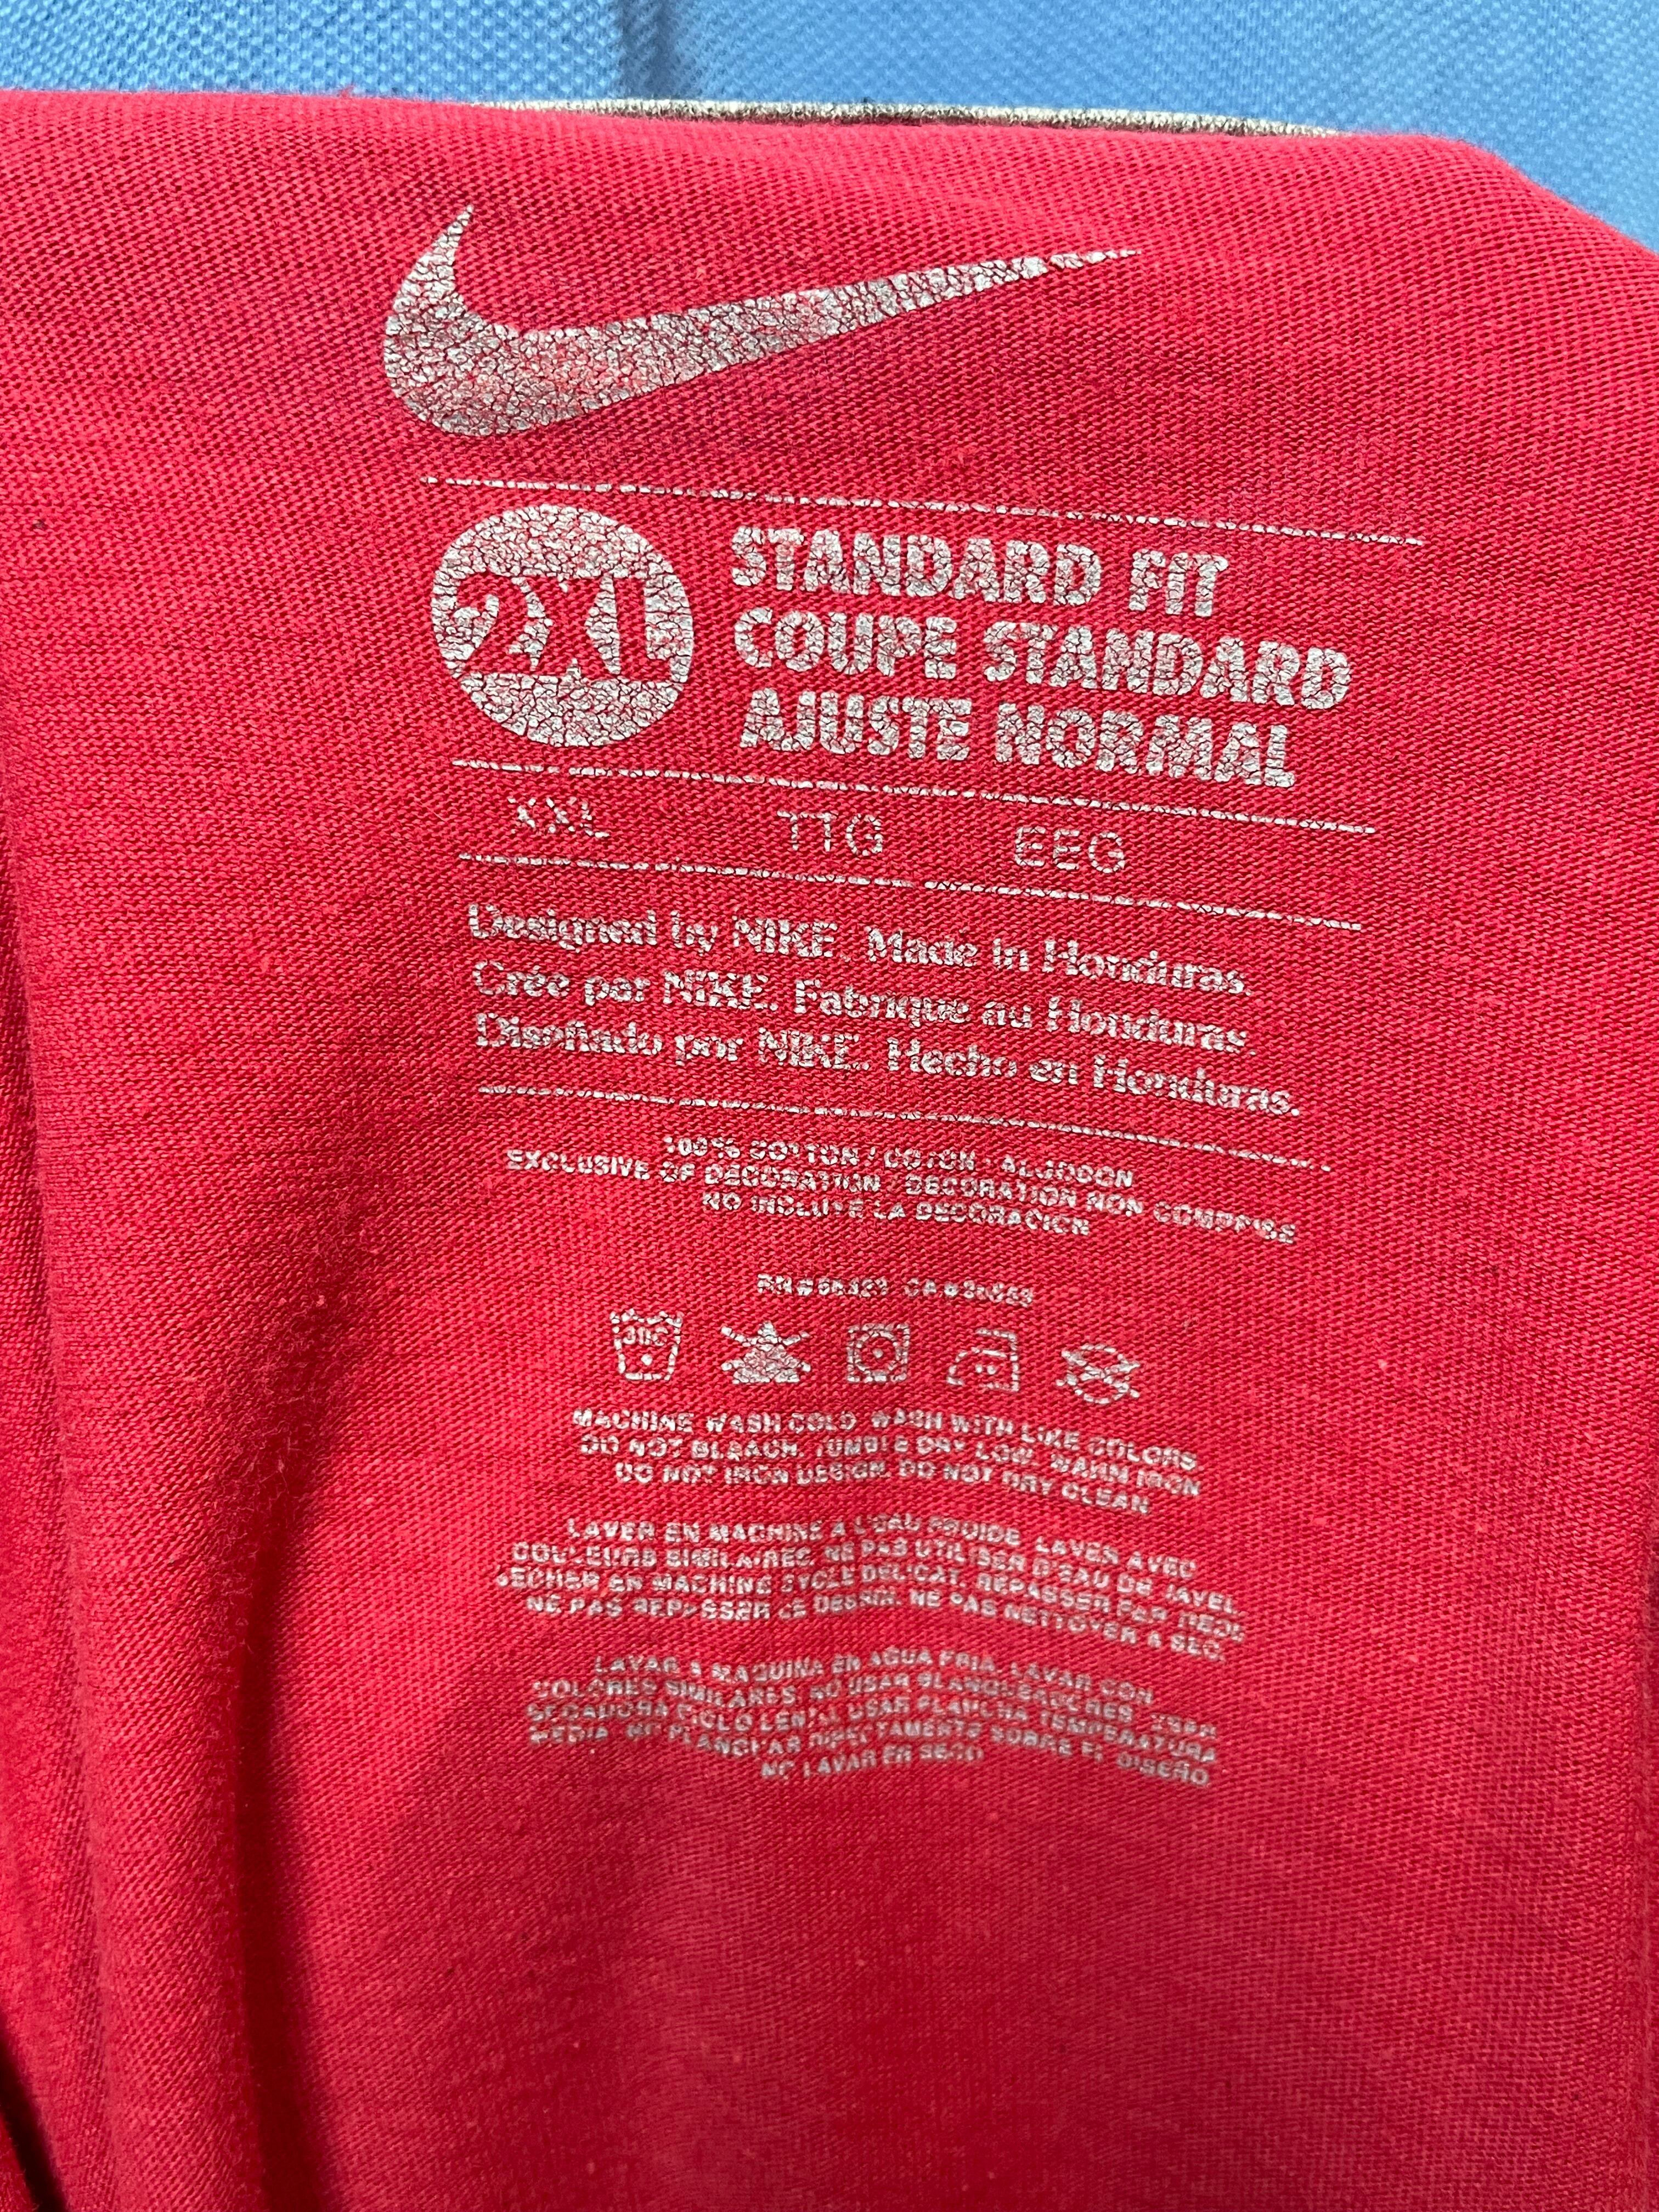 2XL
STANDARD FIT
COUPE STANDARD
AJUSTE NORMAL
XXL TTG EEG
Designed by NIKE. Made in Honduras.
Crée par NIKE. Fabrique au Honduras.
Diseñado por NIKE. Hecho en Honduras.
100% COTTON / COTON - ALGODON
EXCLUSIVE OF DECORATION / DECORATION NON COMPRISE
NO INCLUYE LA DECORACION
RN#56323 CA#
30C
MACHINE WASH COLD WASH WITH LIKE COLORS
DO NOT BLEACH. TUMBLE DRY LOW. WARM IRON
DO NOT IRON DESIGN. DO NOT DRY CLEAN
LAVER EN MACHINE A L'EAU FROIDE. LAVER AVEC
COULEURS SIMILAIRES. NE PAS UTILISER D'EAU DE JAVEL
SECHER EN MACHINE CYCLE DELICAT. REPASSER FER TIEDE
NE PAS REPASSER LE DESSIN. NE PAS NETTOYER A SEC.
LAVAR A MAQUINA EN AGUA FRIA. LAVAR CON
COLORES SIMILARES. NO USAR BLANQUEADORES.
SECADORA CICLO LENTO. USAR PLANCHA TEMPERATURA
MEDIA. NO PLANCHAR DIRECTAMENTE SOBRE EL DISEÑO
NO LAVAR EN SECO